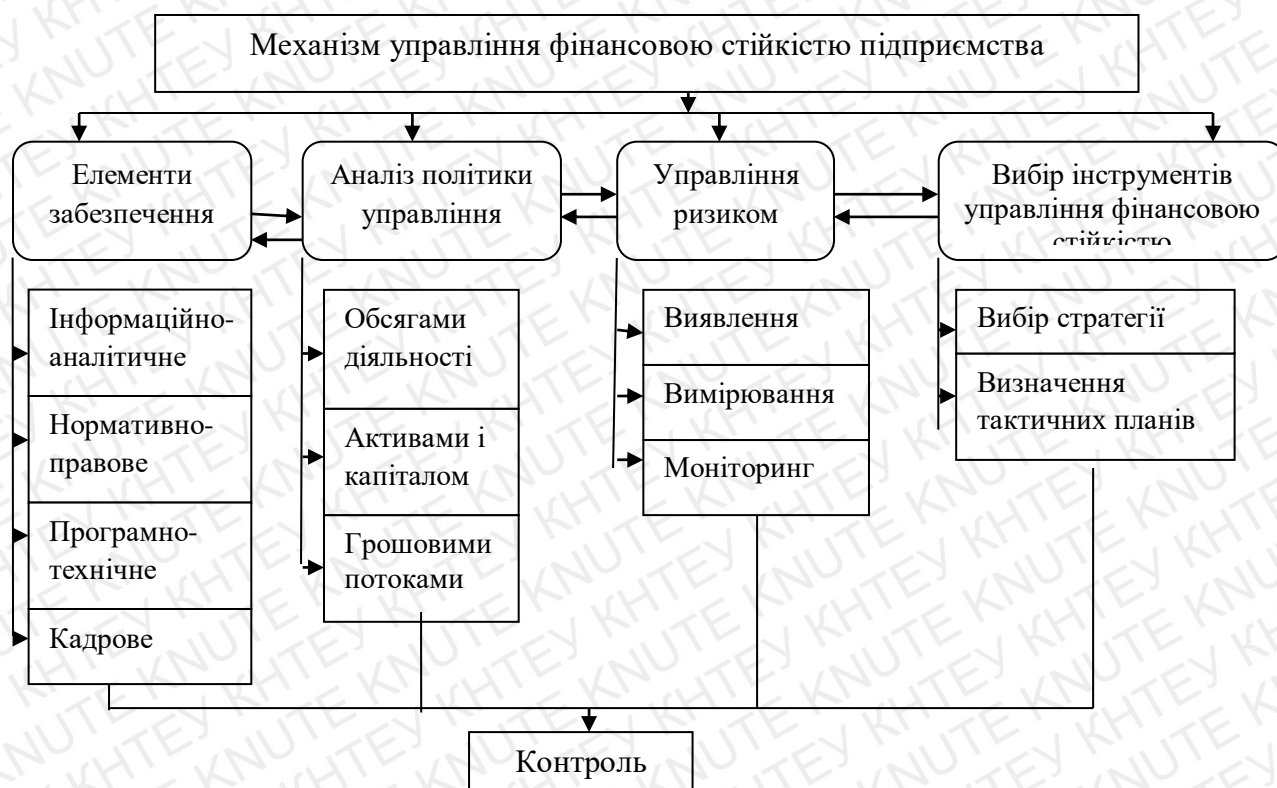 Механізм управління фінансовою стійкістю підприємства
Елементи
забезпечення
Аналіз політики
управління
Управління
ризиком
Вибір інструментів
управління фінансовою
стійкістю
Інформаційно-
аналітичне
Нормативно-
правове
Програмно-
технічне
Кадрове
Обсягами
діяльності
Активами і
капіталом
Грошовими
потоками
Виявлення
Вимірювання
Моніторинг
Вибір стратегії
Визначення
тактичних планів
Контроль